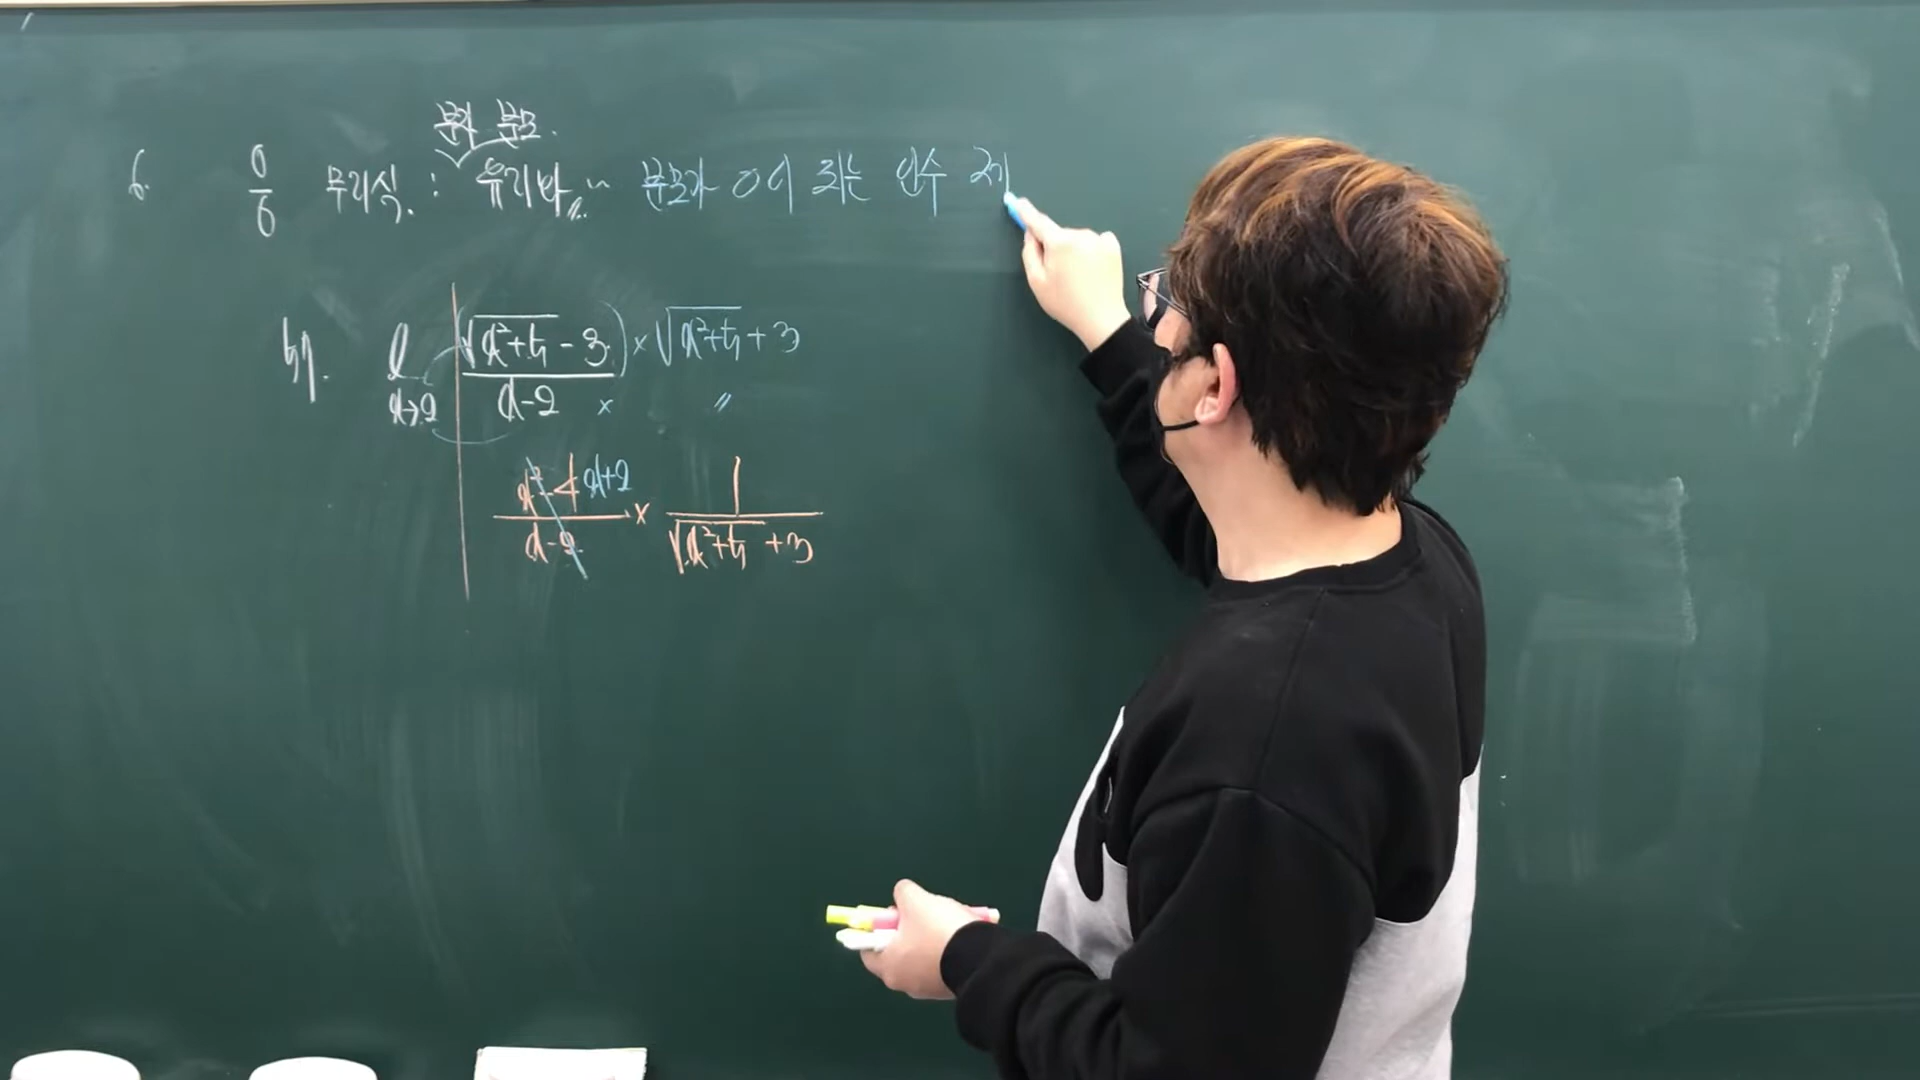 분자 분모.
6. 0/0 무리식. : 유리화 ~ 분모가 0이 되는 인수 제
예1. l x→2 (√(x²+5) - 3)/(x-2) × √(x²+5) + 3
× 〃
(x²-4)/(x-2) x+2 × 1/(√(x²+5) + 3)